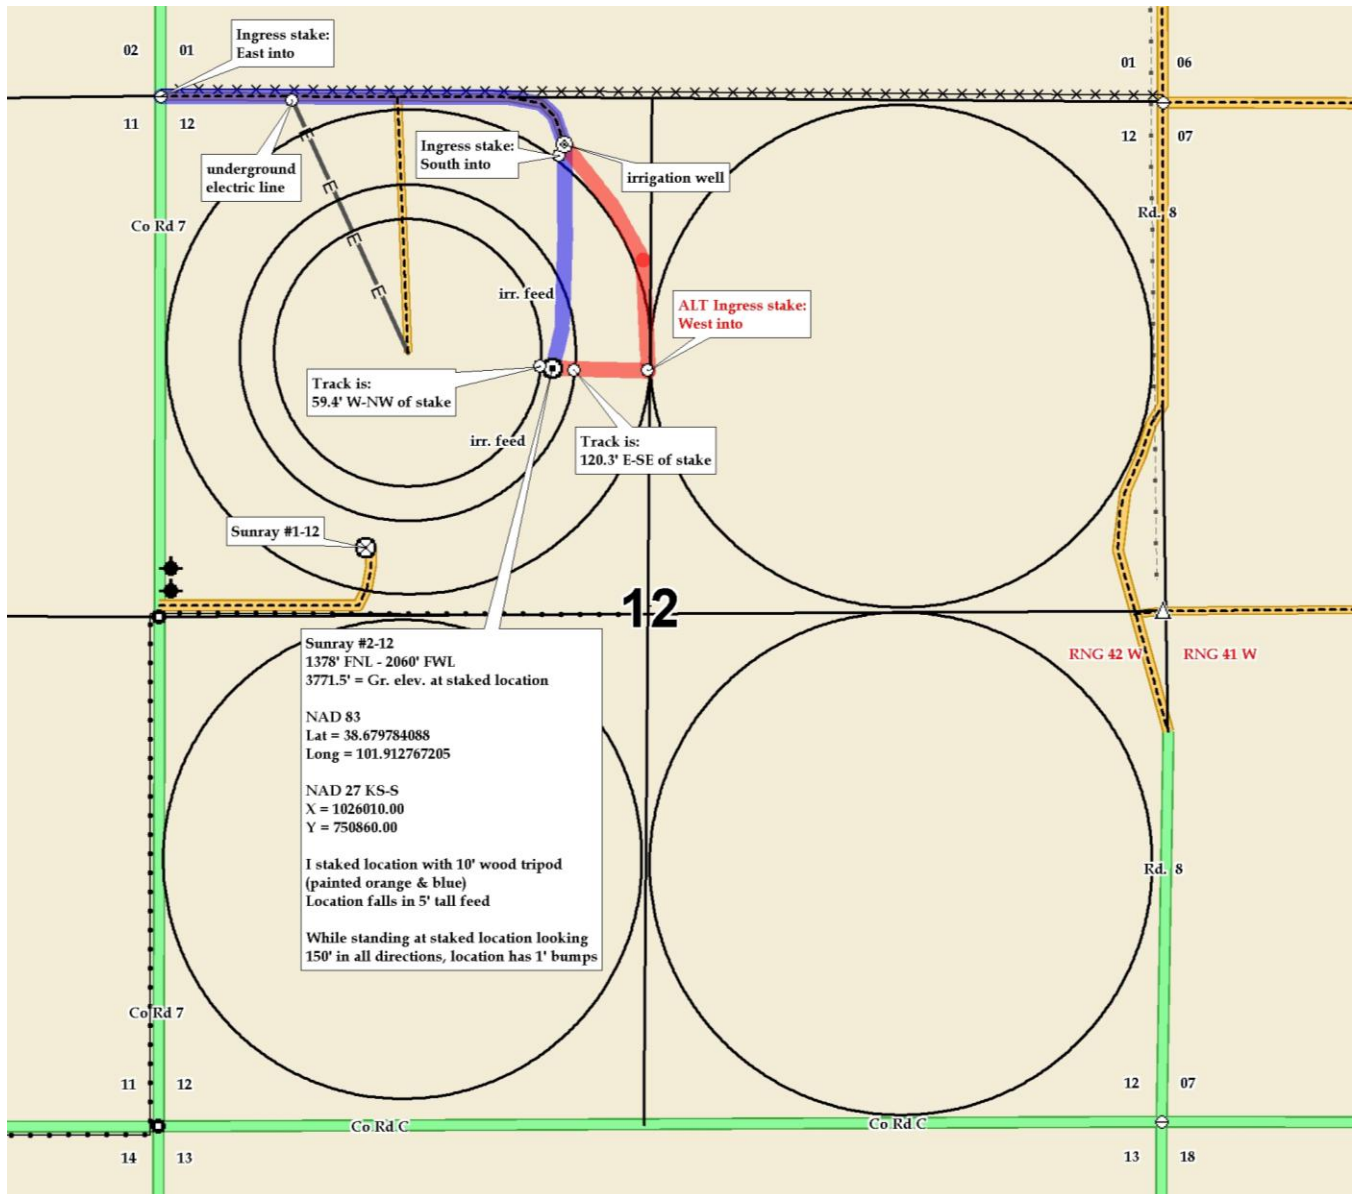 Ingress stake:
East into
02 01
01 06
11 12
12 07
Ingress stake:
South into
underground
electric line
irrigation well
E
E
E
E
Co Rd 7
Rd. 8
irr. feed
ALT Ingress stake:
West into
Track is:
59.4' W-NW of stake
irr. feed
Track is:
120.3' E-SE of stake
Sunray #1-12
12
Sunray #2-12
1378' FNL - 2060' FWL
3771.5' = Gr. elev. at staked location
NAD 83
Lat = 38.679784088
Long = 101.912767205
NAD 27 KS-S
X = 1026010.00
Y = 750860.00
I staked location with 10' wood tripod
(painted orange & blue)
Location falls in 5' tall feed
While standing at staked location looking
150' in all directions, location has 1' bumps
RNG 42 W RNG 41 W
Rd. 8
Co Rd 7
11 12
12 07
Co Rd C
Co Rd C
14 13
13 18